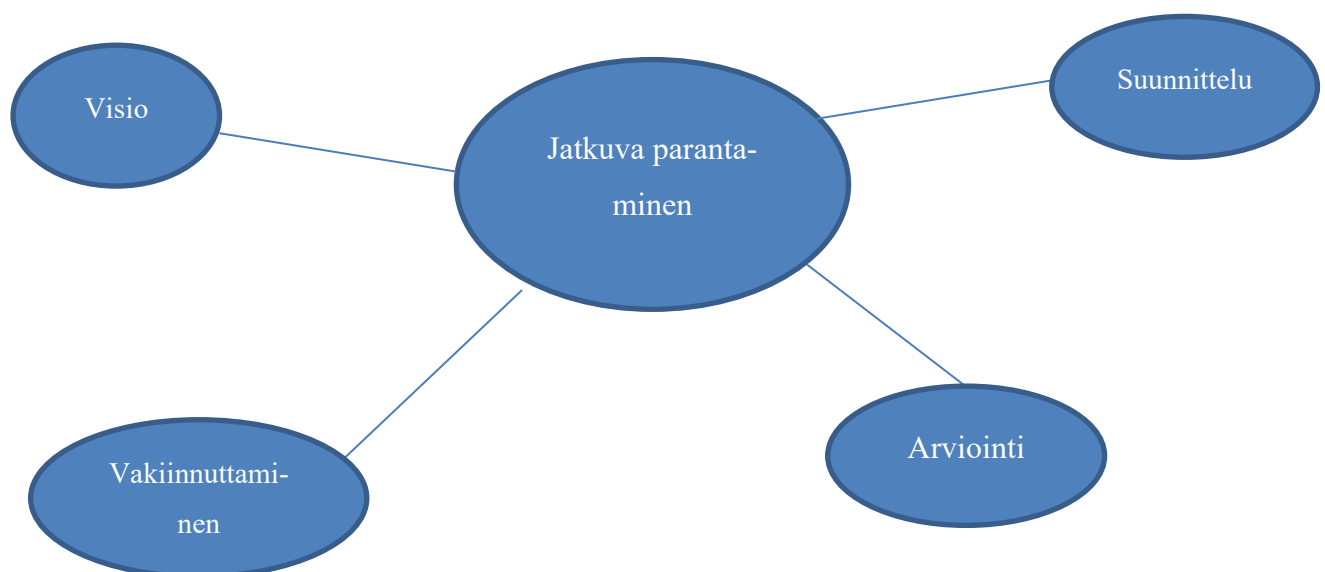 Visio
Jatkuva paranta-
minen
Suunnittelu
Vakiinnuttami-
nen
Arviointi